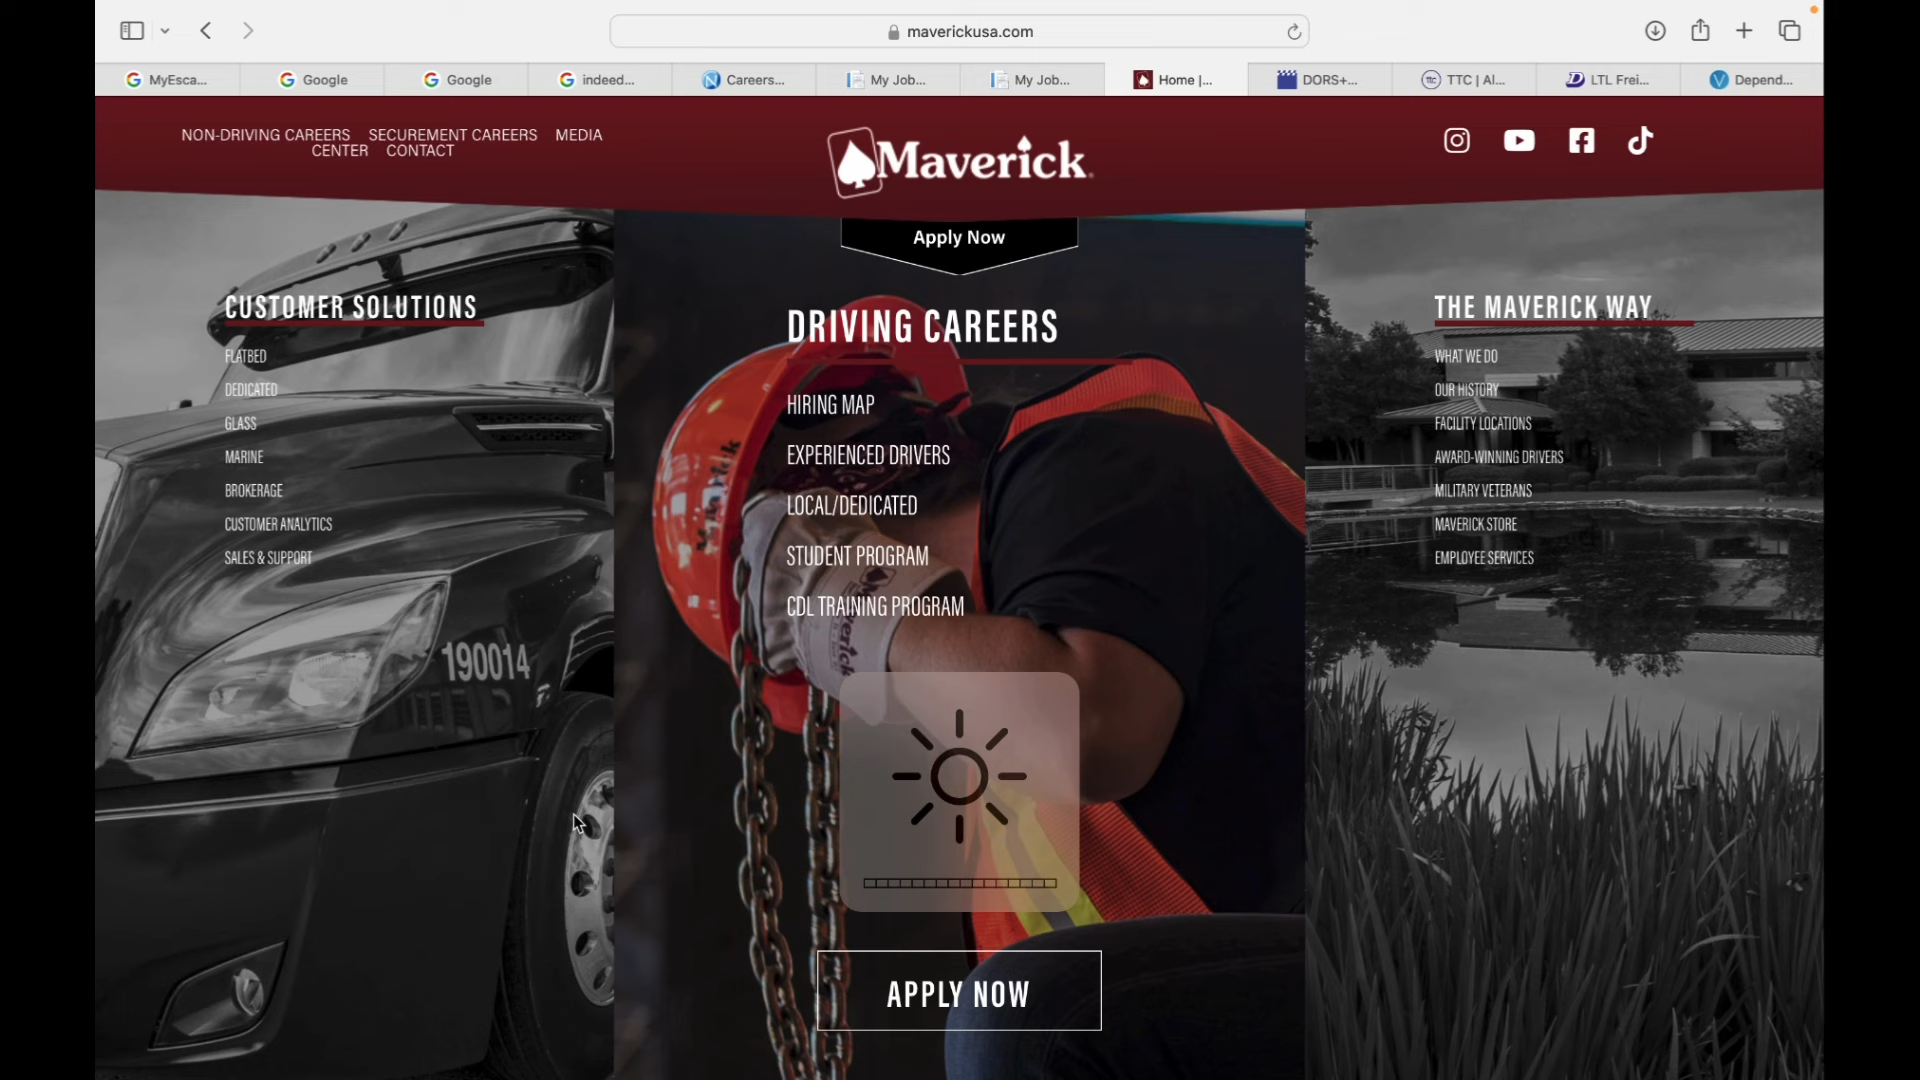 maverickusa.com
MyEsca...
Google
Google
indeed...
Careers...
My Job...
My Job...
Home |...
DORS+...
TTC | Al...
LTL Frei...
Depend...
NON-DRIVING CAREERS SECUREMENT CAREERS MEDIA
CENTER CONTACT
Maverick
Apply Now
CUSTOMER SOLUTIONS
FLATBED
DEDICATED
GLASS
MARINE
BROKERAGE
CUSTOMER ANALYTICS
SALES & SUPPORT
190014
DRIVING CAREERS
HIRING MAP
EXPERIENCED DRIVERS
LOCAL/DEDICATED
STUDENT PROGRAM
CDL TRAINING PROGRAM
Maverick
Maverick
APPLY NOW
THE MAVERICK WAY
WHAT WE DO
OUR HISTORY
FACILITY LOCATIONS
AWARD-WINNING DRIVERS
MILITARY VETERANS
MAVERICK STORE
EMPLOYEE SERVICES